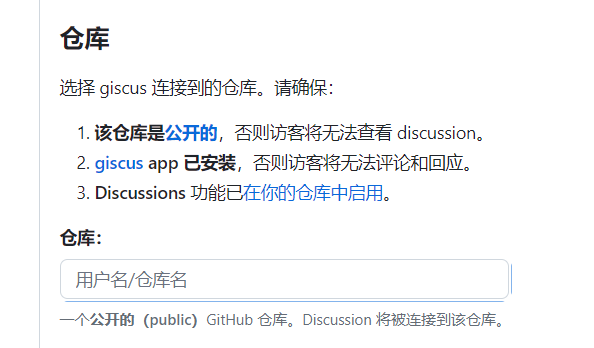 仓库
选择 giscus 连接到的仓库。请确保：
1. 该仓库是公开的，否则访客将无法查看 discussion。
2. giscus app 已安装，否则访客将无法评论和回应。
3. Discussions 功能已在你的仓库中启用。
仓库：
用户名/仓库名
一个公开的（public）GitHub 仓库。Discussion 将被连接到该仓库。